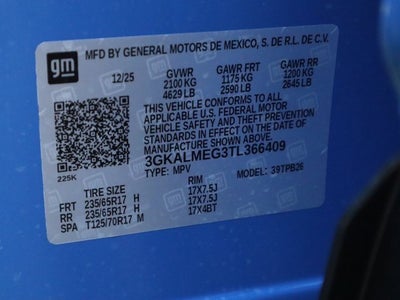 gm
MFD BY GENERAL MOTORS DE MEXICO, S. DE R.L. DE C.V.
12/25 GVWR GAWR FRT GAWR RR
2100 KG 1175 KG 1200 KG
4629 LB 2590 LB 2645 LB
THIS VEHICLE CONFORMS TO ALL
APPLICABLE U.S. FEDERAL MOTOR
VEHICLE SAFETY AND THEFT PREVENTION
STANDARDS IN EFFECT ON THE DATE
OF MANUFACTURE SHOWN ABOVE.
3GKALMEG3TL366409
225K TYPE: MPV MODEL: 39TPB26
TIRE SIZE RIM
FRT 235/65R17 H 17X7.5J
RR 235/65R17 H 17X7.5J
SPA T125/70R17 M 17X4BT